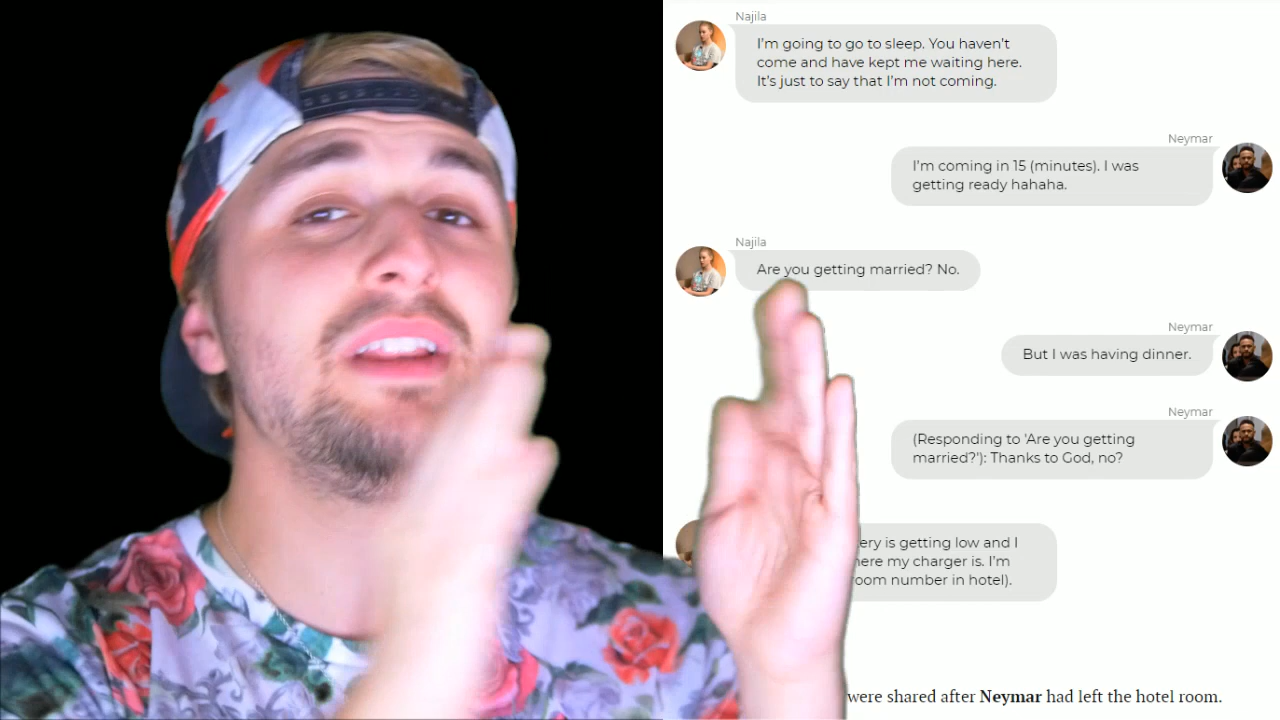 Najila
I'm going to go to sleep. You haven't
come and have kept me waiting here.
It's just to say that I'm not coming.
Neymar
I'm coming in 15 (minutes). I was
getting ready hahaha.
Najila
Are you getting married? No.
Neymar
But I was having dinner.
Neymar
(Responding to 'Are you getting
married?'): Thanks to God, no?
is getting low and I
my charger is. I'm
number in hotel).
were shared after Neymar had left the hotel room.